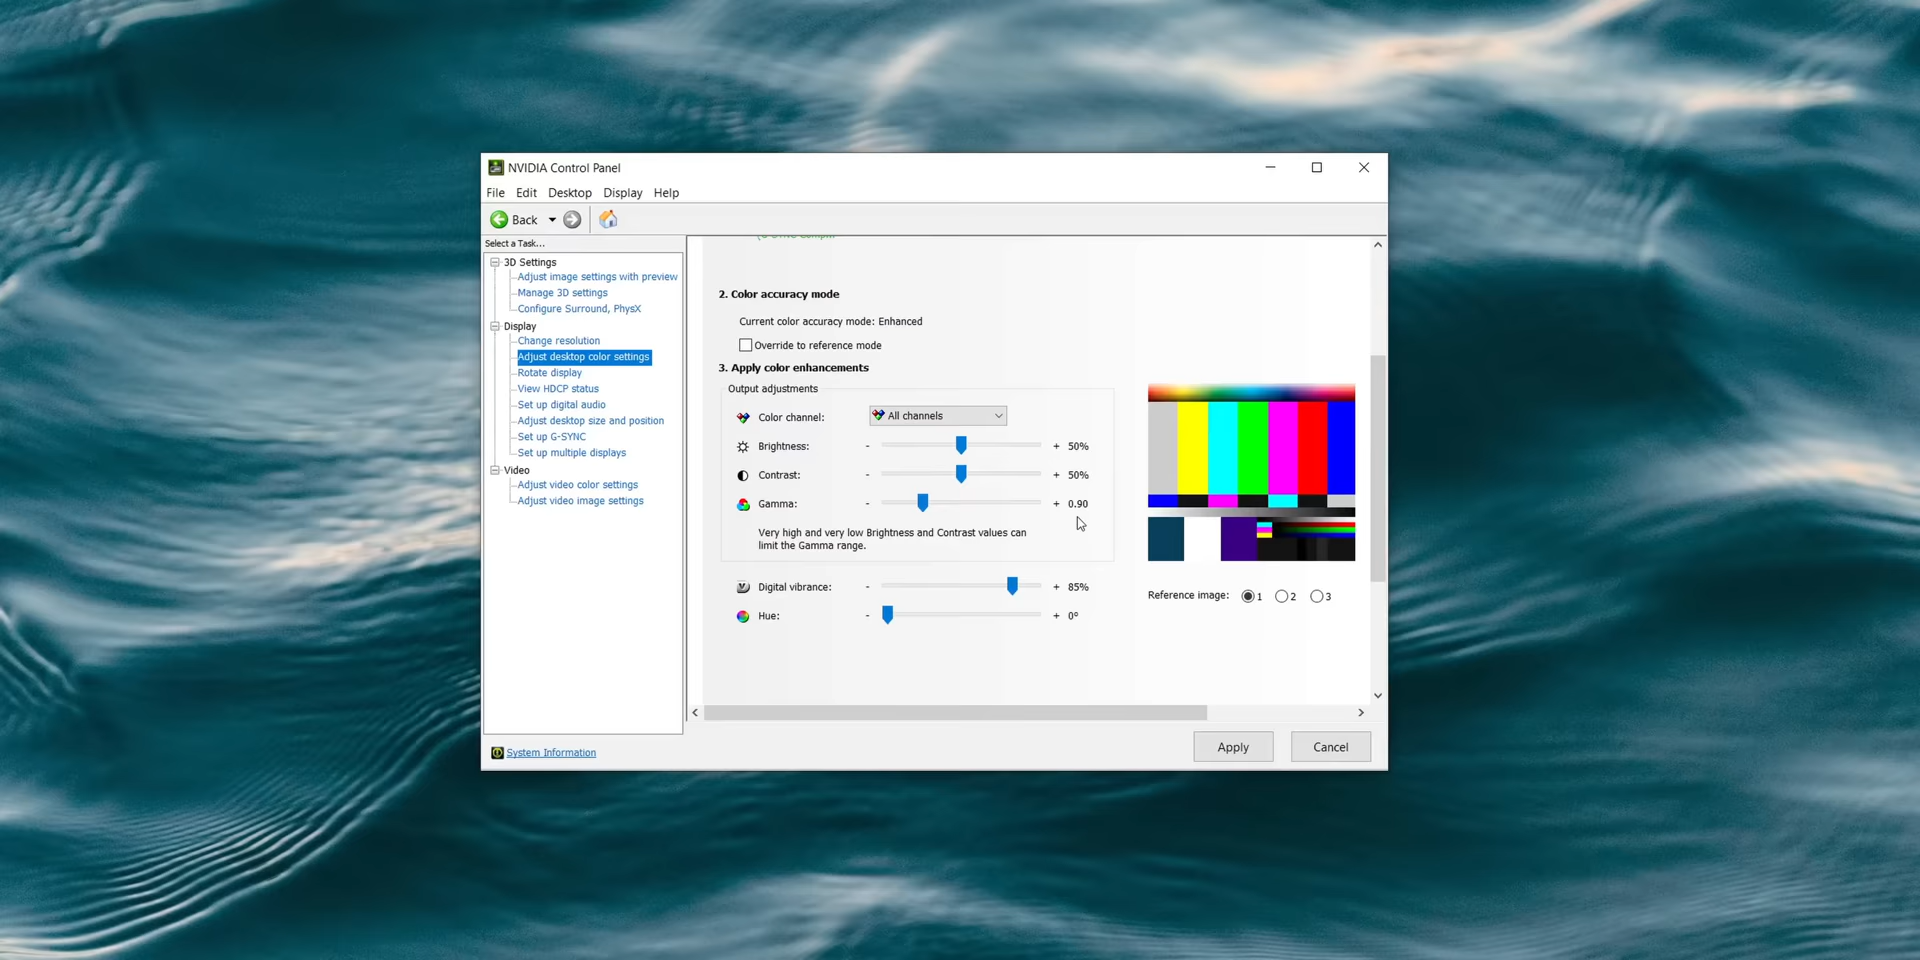 NVIDIA Control Panel
File Edit Desktop Display Help
Back
Select a Task...
3D Settings
Adjust image settings with preview
Manage 3D settings
Configure Surround, PhysX
Display
Change resolution
Adjust desktop color settings
Rotate display
View HDCP status
Set up digital audio
Adjust desktop size and position
Set up G-SYNC
Set up multiple displays
Video
Adjust video color settings
Adjust video image settings
System Information
2. Color accuracy mode
Current color accuracy mode: Enhanced
Override to reference mode
3. Apply color enhancements
Output adjustments
Color channel: All channels
Brightness: - + 50%
Contrast: - + 50%
Gamma: - + 0.90
Very high and very low Brightness and Contrast values can
limit the Gamma range.
Digital vibrance: - + 85%
Hue: - + 0°
Reference image: 1 2 3
Apply Cancel